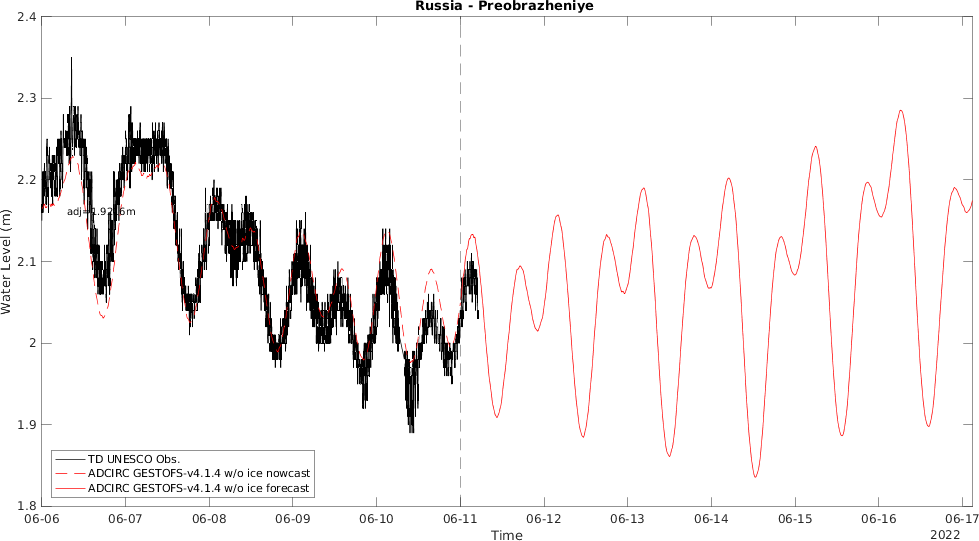 Russia - Preobrazheniye
2.4
2.3
2.2
2.1
2
1.9
1.8
Water Level (m)
TD UNESCO Obs.
ADCIRC GESTOFS-v4.1.4 w/o ice nowcast
ADCIRC GESTOFS-v4.1.4 w/o ice forecast
06-06 06-07 06-08 06-09 06-10 06-11 06-12 06-13 06-14 06-15 06-16 06-17
Time
2022